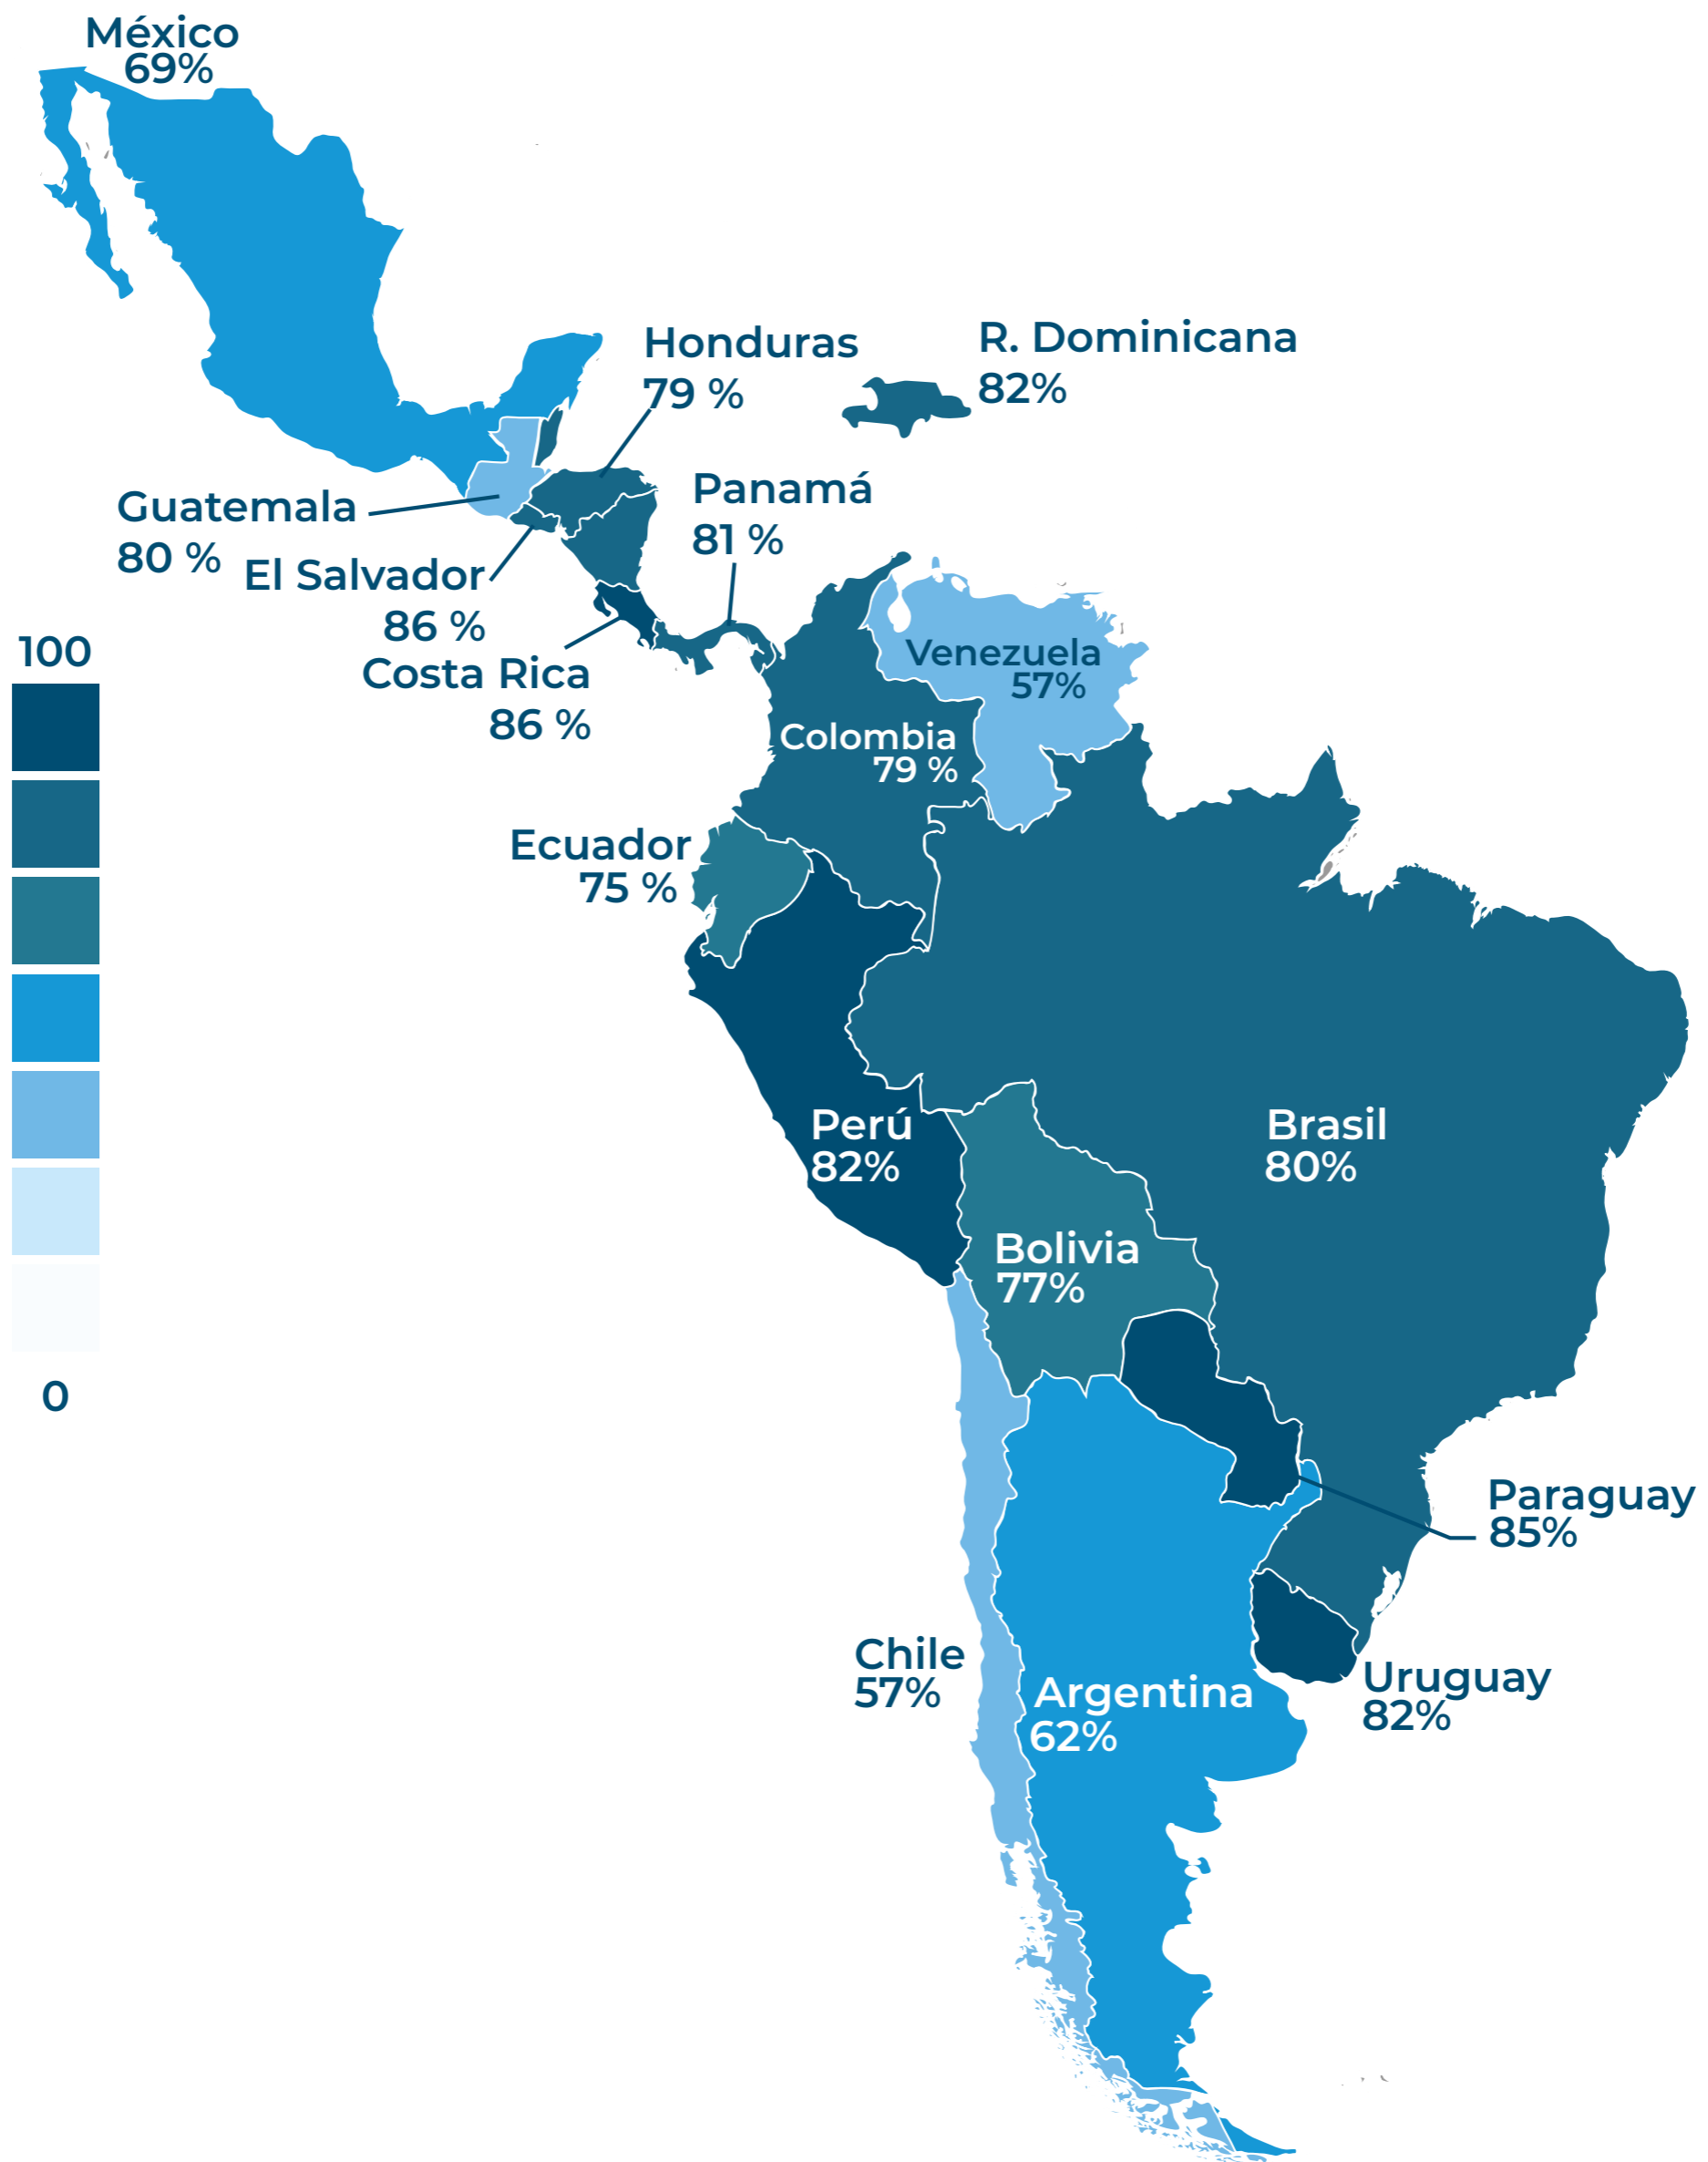 México
69%
Honduras
79 %
R. Dominicana
82%
Guatemala
80 %
Panamá
81 %
El Salvador
86 %
Costa Rica
86 %
100
Venezuela
57%
Colombia
79 %
Ecuador
75 %
Perú
82%
Brasil
80%
Bolivia
77%
0
Paraguay
85%
Chile
57%
Argentina
62%
Uruguay
82%